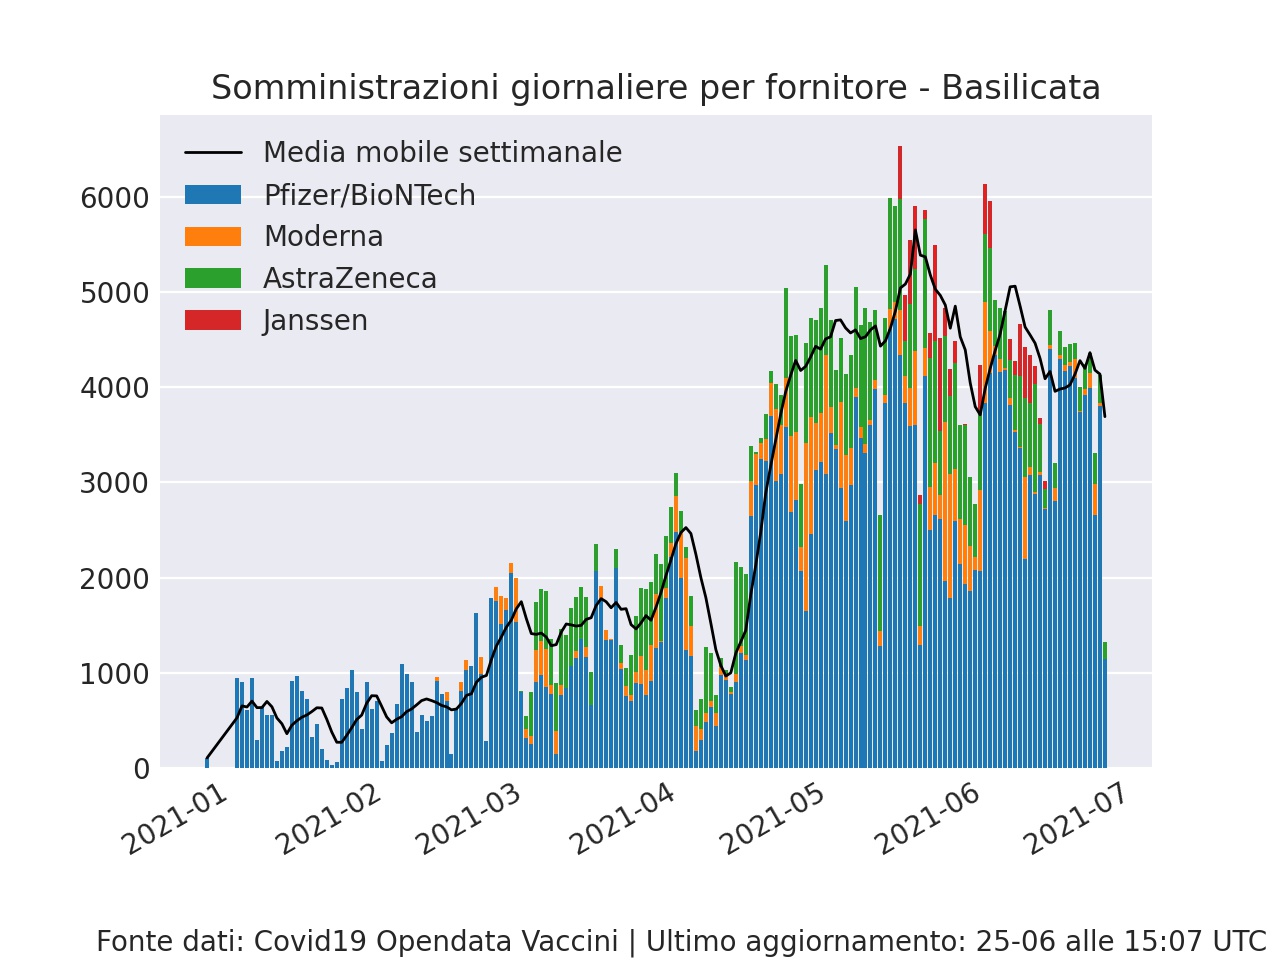 Somministrazioni giornaliere per fornitore - Basilicata
Media mobile settimanale
Pfizer/BioNTech
Moderna
AstraZeneca
Janssen
6000
5000
4000
3000
2000
1000
0
2021-01
2021-02
2021-03
2021-04
2021-05
2021-06
2021-07
Fonte dati: Covid19 Opendata Vaccini | Ultimo aggiornamento: 25-06 alle 15:07 UTC